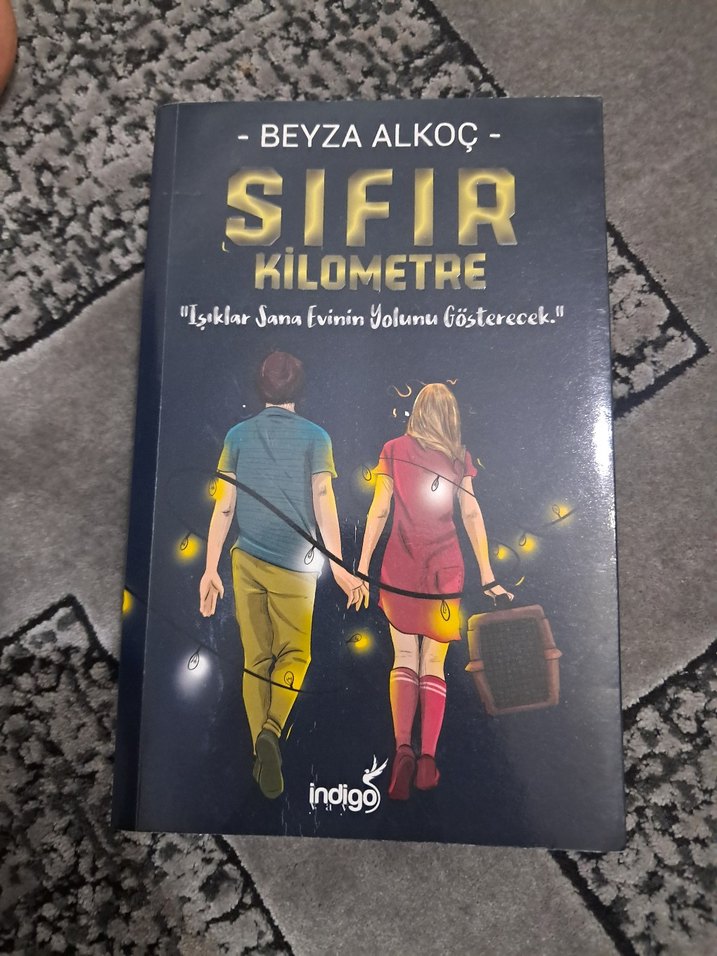 - BEYZA ALKOÇ -
SIFIR
KİLOMETRE
"Işıklar Sana Evinin Yolunu Gösterecek."
indigo